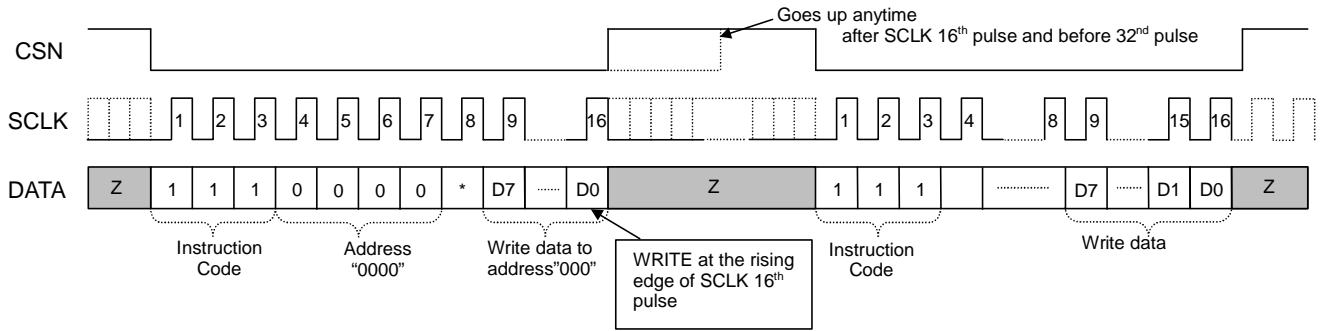 Goes up anytime
after SCLK 16th pulse and before 32nd pulse
CSN
SCLK 1 2 3 4 5 6 7 8 9 16 1 2 3 4 8 9 15 16
DATA Z 1 1 1 0 0 0 0 * D7 ...... D0 Z 1 1 1 .............. D7 ...... D1 D0 Z
Instruction
Code
Address
“0000”
Write data to
address”000”
WRITE at the rising
edge of SCLK 16th
pulse
Instruction
Code
Write data